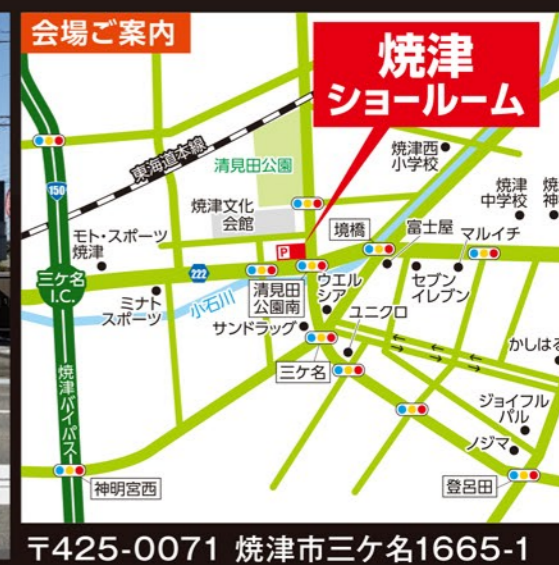 会場ご案内
焼津
ショールーム
150
東海道本線
清見田公園
焼津西
小学校
焼津
中学校
焼津文化
会館
境橋
富士屋
マルイチ
モト・スポーツ
焼津
P
222
三ケ名
I.C.
ミナト
スポーツ
小石川
清見田
公園南
ウエル
シア
セブン
イレブン
サンドラッグ
ユニクロ
三ケ名
かしはる
焼津バイパス
ジョイフル
パル
ノジマ
神明宮西
登呂田
〒425-0071 焼津市三ケ名1665-1